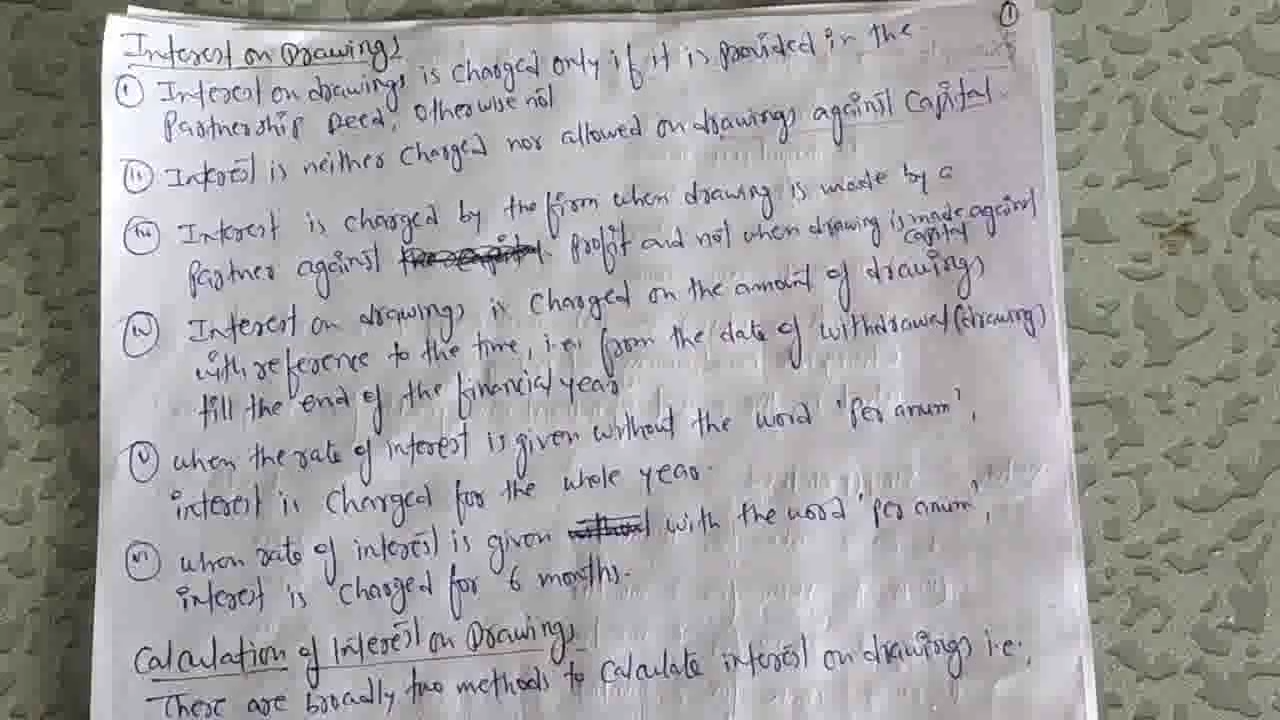 ①
Interest on Drawings
(i) Interest on drawings is charged only if it is provided in the
Partnership Deed, otherwise not
(ii) Interest is neither charged nor allowed on drawings against Capital.
(iii) Interest is charged by the firm when drawing is made by a
Partner against profit and not when drawing is made against
capital
(iv) Interest on drawings is charged on the amount of drawings
with reference to the time, i.e. from the date of withdrawal (drawing)
till the end of the financial year
(v) when the rate of interest is given without the word 'Per anum',
interest is charged for the whole year.
(vi) when rate of interest is given with the word 'per anum',
interest is charged for 6 months.
Calculation of Interest on Drawings
There are broadly two methods to calculate interest on drawings i.e.